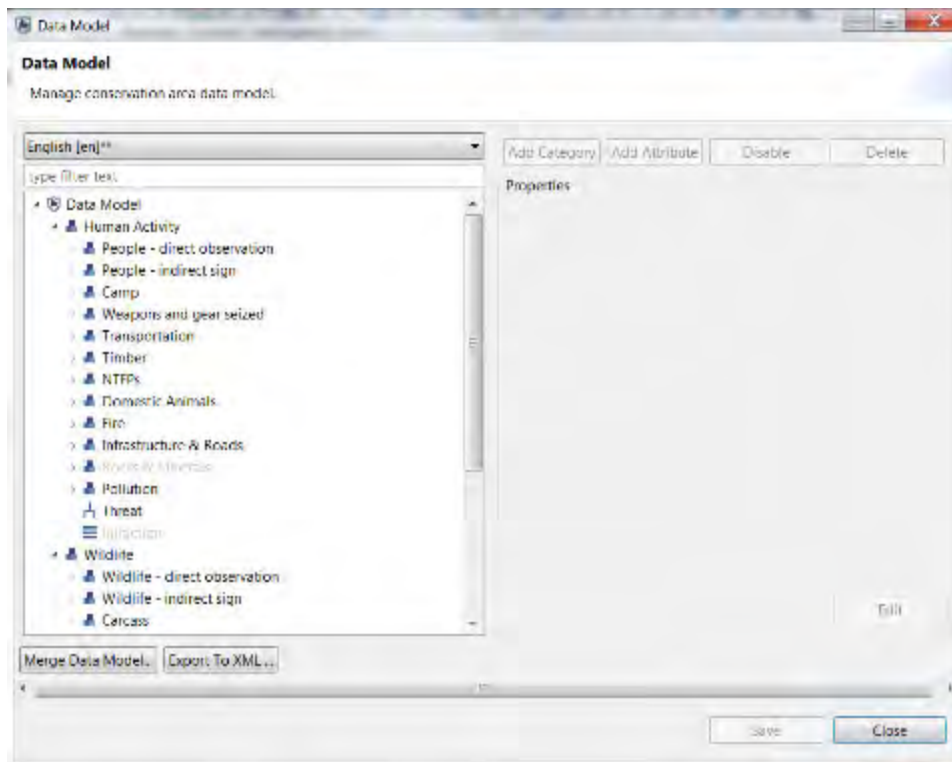 Data Model
Data Model
Manage conservation area data model.
English [en]**
type filter text
Data Model
Human Activity
People - direct observation
People - indirect sign
Camp
Weapons and gear seized
Transportation
Timber
NTFPs
Domestic Animals
Fire
Infrastructure & Roads
Rocks & Minerals
Pollution
Threat
Wildlife
Wildlife - direct observation
Wildlife - indirect sign
Carcass
Add Category Add Attribute Disable Delete
Properties
Edit
Merge Data Model... Export To XML...
Save Close